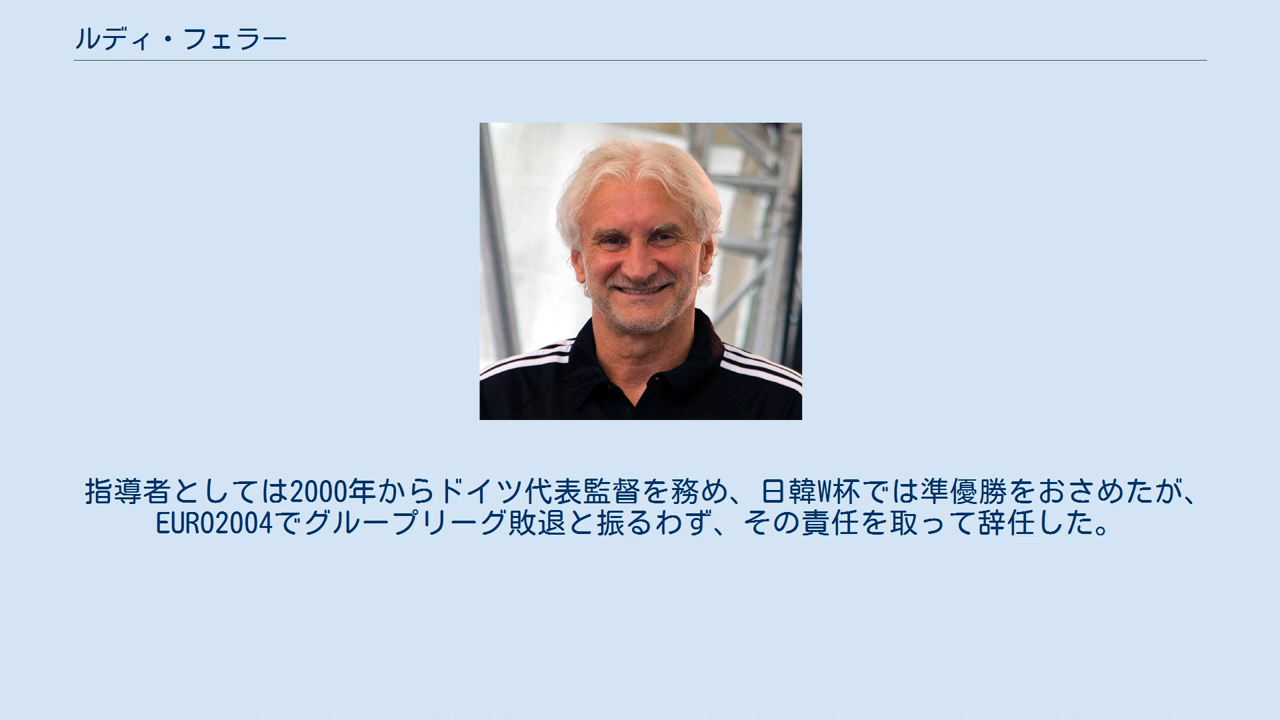 ルディ・フェラー
指導者としては2000年からドイツ代表監督を務め、日韓W杯では準優勝をおさめたが、
EURO2004でグループリーグ敗退と振るわず、その責任を取って辞任した。